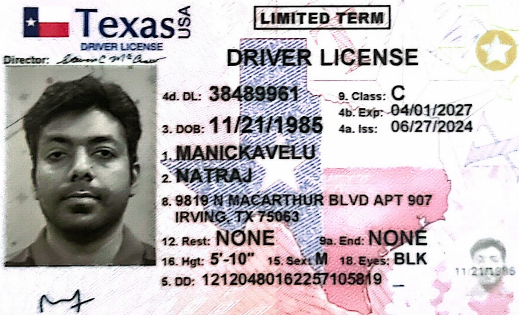 Texas USA
DRIVER LICENSE
LIMITED TERM
Director:
DRIVER LICENSE
4d. DL: 38489961
9. Class: C
4b. Exp: 04/01/2027
3. DOB: 11/21/1985
4a. Iss: 06/27/2024
1. MANICKAVELU
2. NATRAJ
8. 9819 N MACARTHUR BLVD APT 907
IRVING, TX 75063
12. Rest: NONE
9a. End: NONE
16. Hgt: 5'-10" 15. Sex: M 18. Eyes: BLK
5. DD: 12120480162257105819
11/21/1985